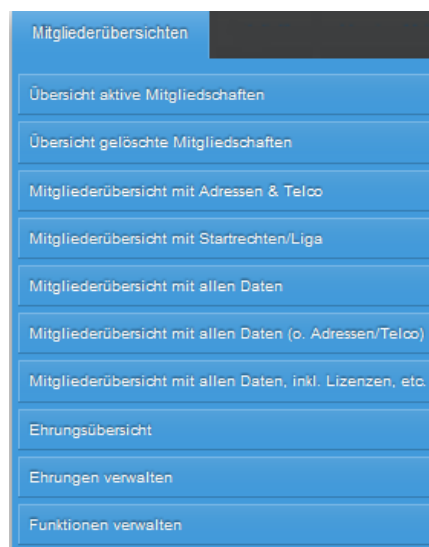 Mitgliederübersichten
Übersicht aktive Mitgliedschaften
Übersicht gelöschte Mitgliedschaften
Mitgliederübersicht mit Adressen & Telco
Mitgliederübersicht mit Startrechten/Liga
Mitgliederübersicht mit allen Daten
Mitgliederübersicht mit allen Daten (o. Adressen/Telco)
Mitgliederübersicht mit allen Daten, inkl. Lizenzen, etc.
Ehrungsübersicht
Ehrungen verwalten
Funktionen verwalten